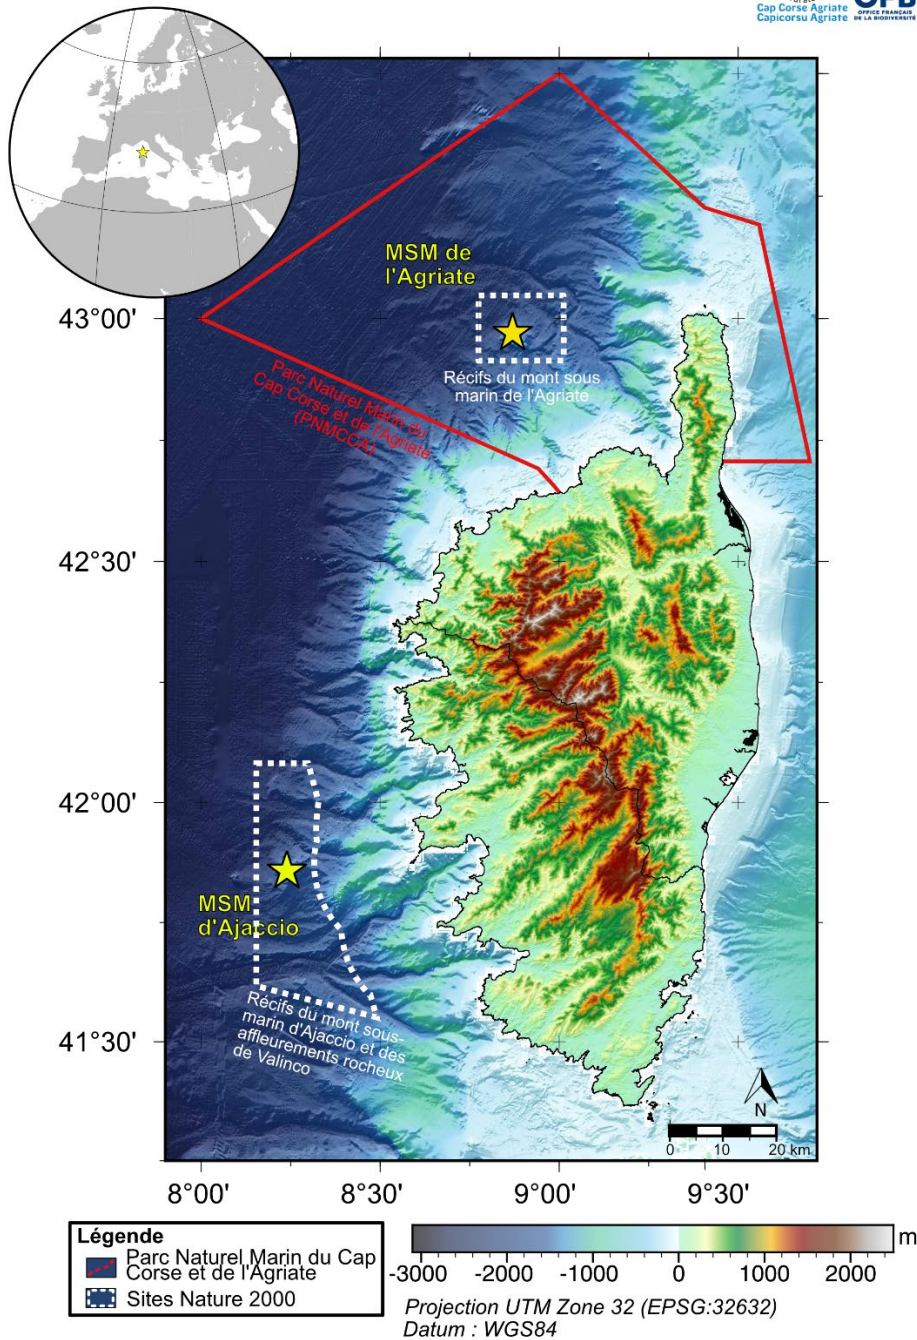 Cap Corse Agriate
Capicorsu Agriate
OFB
OFFICE FRANÇAIS
DE LA BIODIVERSITÉ
MSM de
l'Agriate
43°00'
Récifs du mont sous
marin de l'Agriate
Parc Naturel Marin du
Cap Corse et de l'Agriate
(PNMCCA)
42°30'
42°00'
MSM
d'Ajaccio
41°30'
Récifs du mont sous-
marin d'Ajaccio et des
affleurements rocheux
de Valinco
N
0 10 20 km
8°00' 8°30' 9°00' 9°30'
Légende
Parc Naturel Marin du Cap
Corse et de l'Agriate
Sites Nature 2000
m
-3000 -2000 -1000 0 1000 2000
Projection UTM Zone 32 (EPSG:32632)
Datum : WGS84